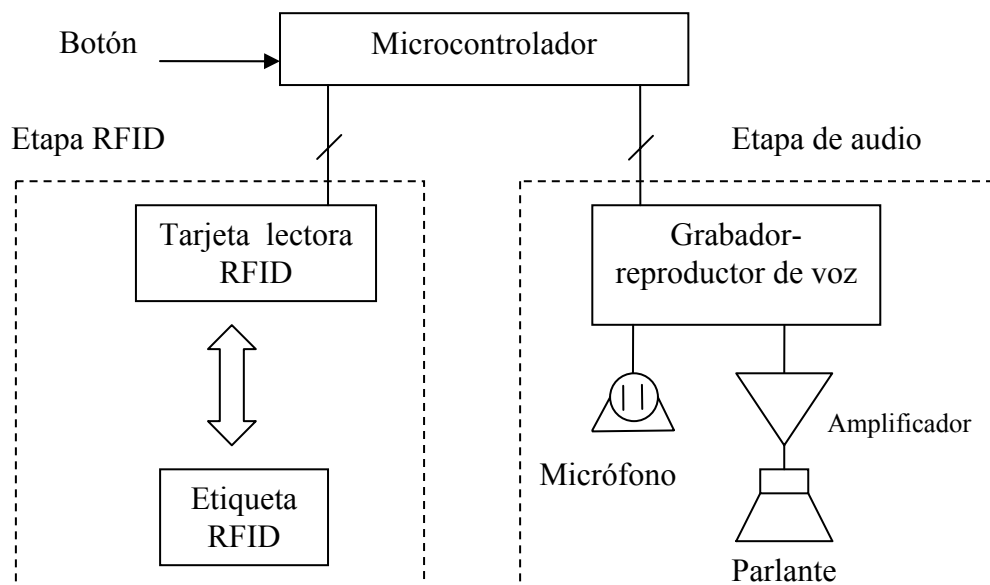 Botón
Microcontrolador
Etapa RFID
Etapa de audio
Tarjeta lectora
RFID
Grabador-
reproductor de voz
Amplificador
Micrófono
Etiqueta
RFID
Parlante